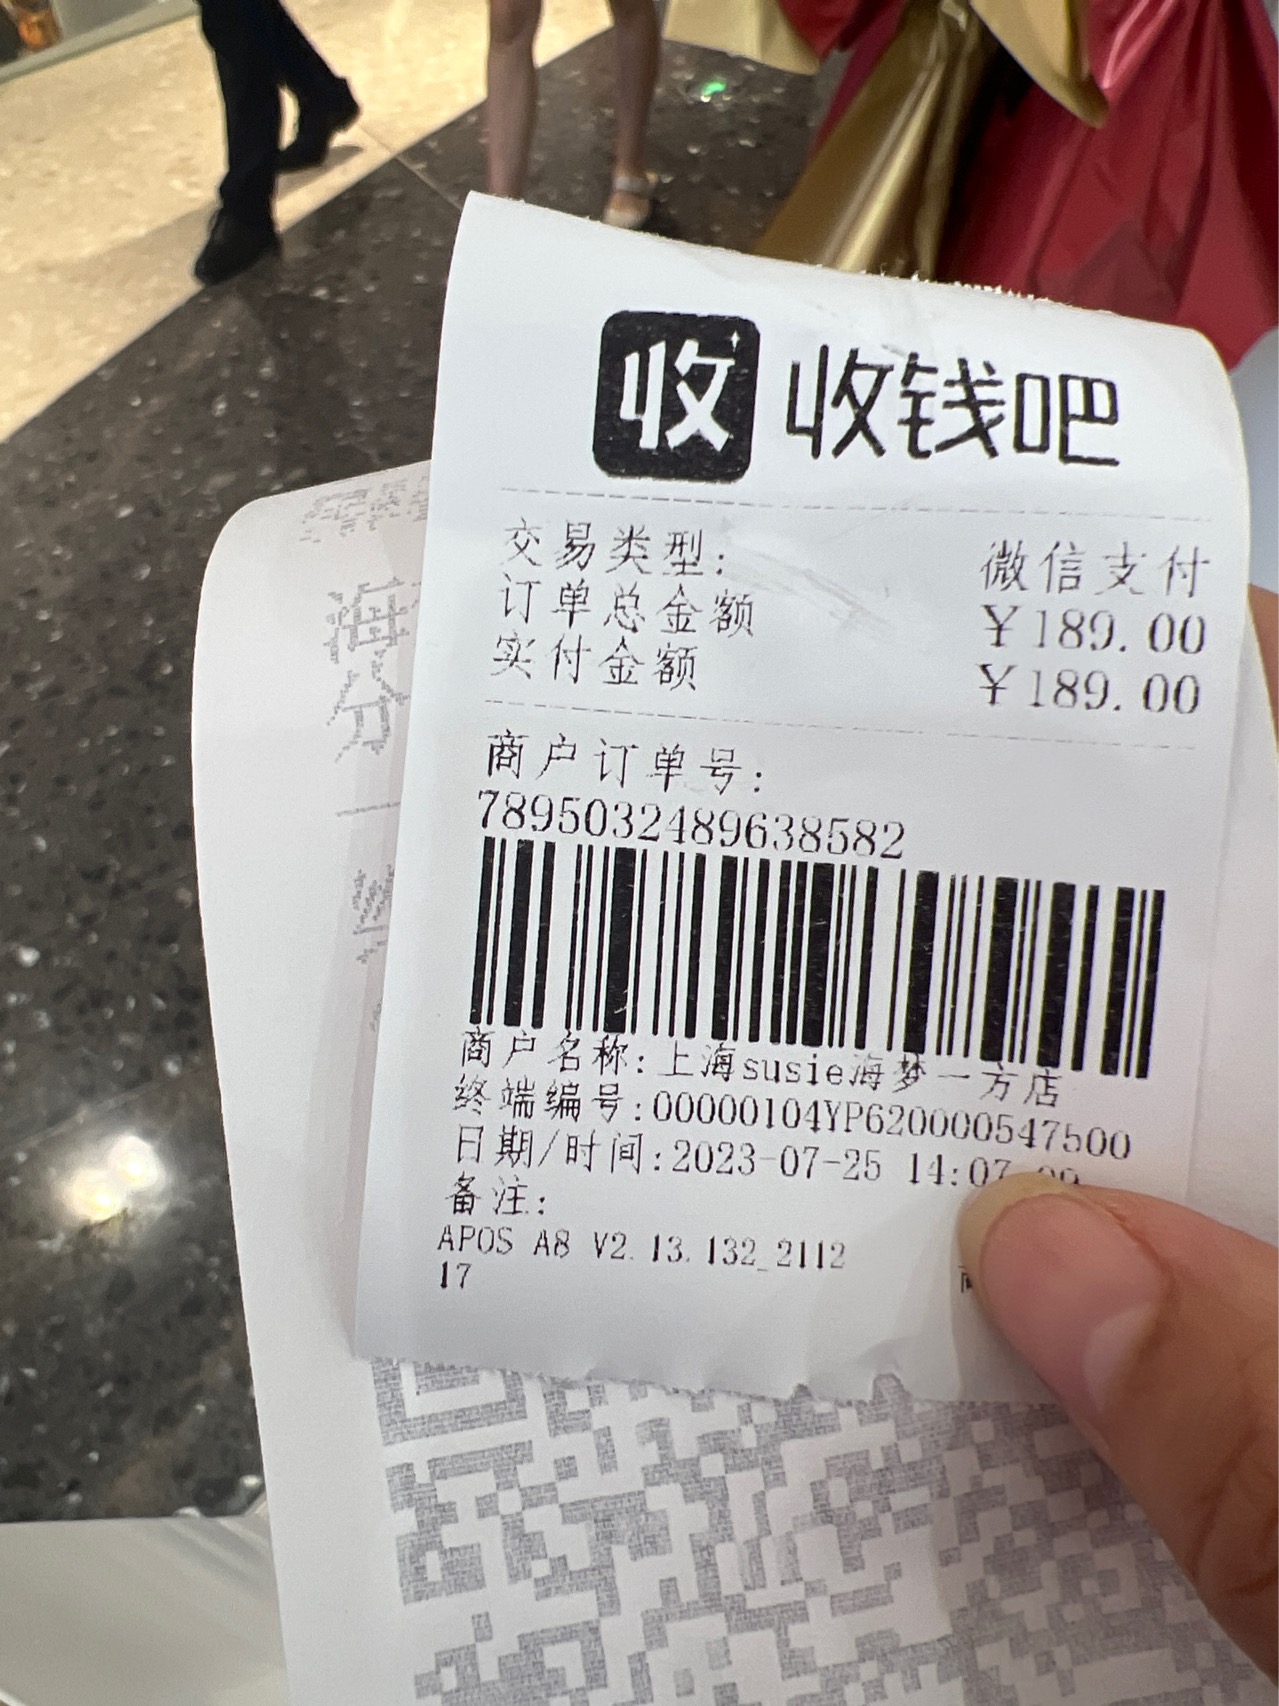 收 收钱吧
交易类型: 微信支付
订单总金额 ¥189.00
实付金额 ¥189.00
商户订单号:
7895032489638582
商户名称:上海susie海梦一方店
终端编号:00000104YP620000547500
日期/时间:2023-07-25 14:07
备注:
APOS A8 V2.13.132_2112
17
海
分